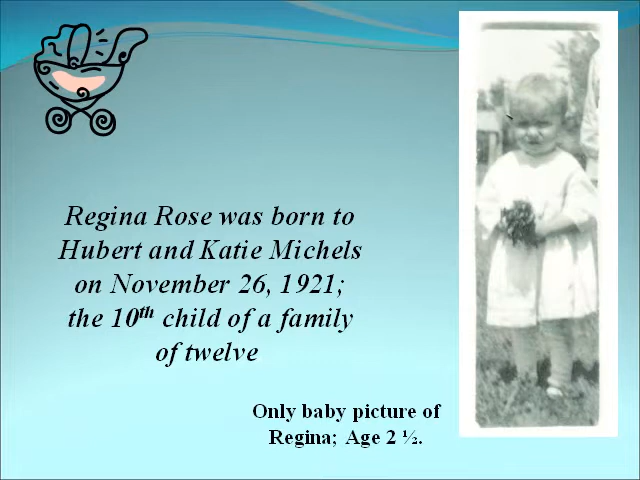 Regina Rose was born to
Hubert and Katie Michels
on November 26, 1921;
the 10th child of a family
of twelve
Only baby picture of
Regina; Age 2 ½.